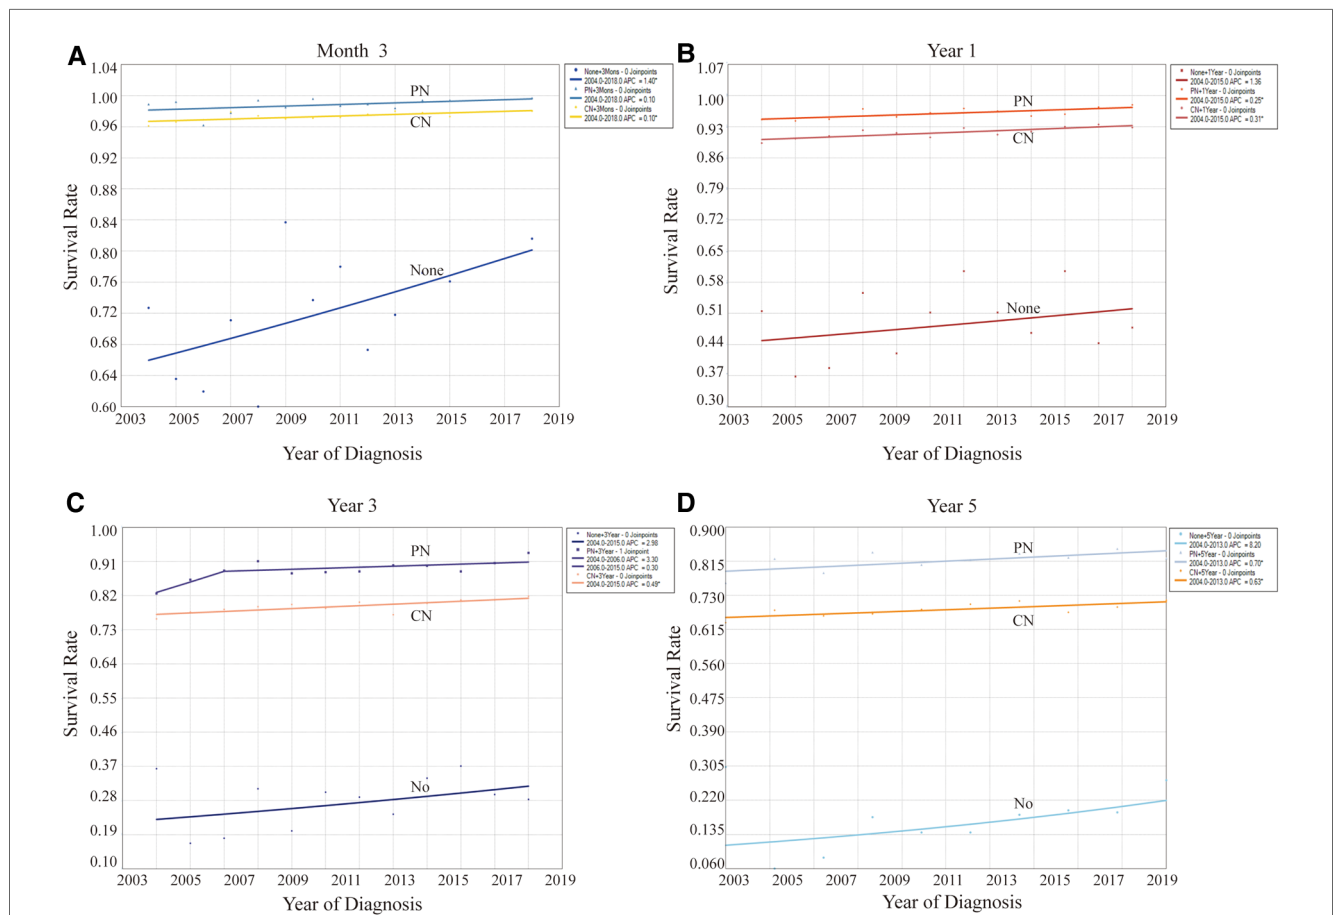 A
Month 3
1.04
1.00
0.96
0.92
0.88
0.84
0.80
0.76
0.72
0.68
0.64
0.60
Survival Rate
PN
CN
None
2003 2005 2007 2009 2011 2013 2015 2017 2019
Year of Diagnosis
None+3Mons - 0 Joinpoints
2004.0-2018.0 APC = 1.40*
PN+3Mons - 0 Joinpoints
2004.0-2018.0 APC = 0.10
CN+3Mons - 0 Joinpoints
2004.0-2018.0 APC = 0.10*
B
Year 1
1.07
1.00
0.93
0.86
0.79
0.72
0.65
0.58
0.51
0.44
0.37
0.30
Survival Rate
PN
CN
None
2003 2005 2007 2009 2011 2013 2015 2017 2019
Year of Diagnosis
None+1Year - 0 Joinpoints
2004.0-2015.0 APC = 1.36
PN+1Year - 0 Joinpoints
2004.0-2015.0 APC = 0.25*
CN+1Year - 0 Joinpoints
2004.0-2015.0 APC = 0.31*
C
Year 3
1.00
0.91
0.82
0.73
0.64
0.55
0.46
0.37
0.28
0.19
0.10
Survival Rate
PN
CN
No
2003 2005 2007 2009 2011 2013 2015 2017 2019
Year of Diagnosis
None+3Year - 0 Joinpoints
2004.0-2015.0 APC = 2.98
PN+3Year - 1 Joinpoint
2004.0-2006.0 APC = 3.30
2006.0-2015.0 APC = 0.30
CN+3Year - 0 Joinpoints
2004.0-2015.0 APC = 0.49*
D
Year 5
0.900
0.815
0.730
0.615
0.560
0.475
0.390
0.305
0.220
0.135
0.060
Survival Rate
PN
CN
No
2003 2005 2007 2009 2011 2013 2015 2017 2019
Year of Diagnosis
None+5Year - 0 Joinpoints
2004.0-2013.0 APC = 8.20
PN+5Year - 0 Joinpoints
2004.0-2013.0 APC = 0.70*
CN+5Year - 0 Joinpoints
2004.0-2013.0 APC = 0.63*